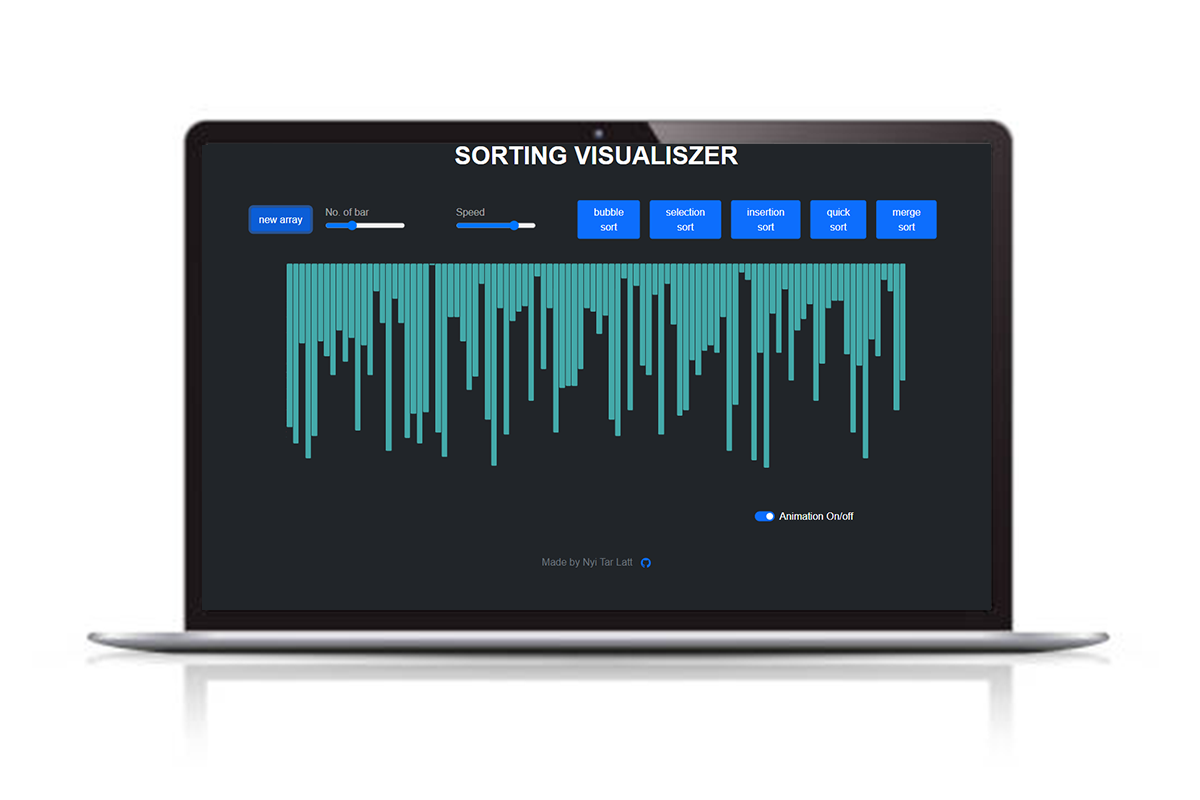 SORTING VISUALISZER
new array
No. of bar
Speed
bubble
sort
selection
sort
insertion
sort
quick
sort
merge
sort
Animation On/off
Made by Nyi Tar Latt